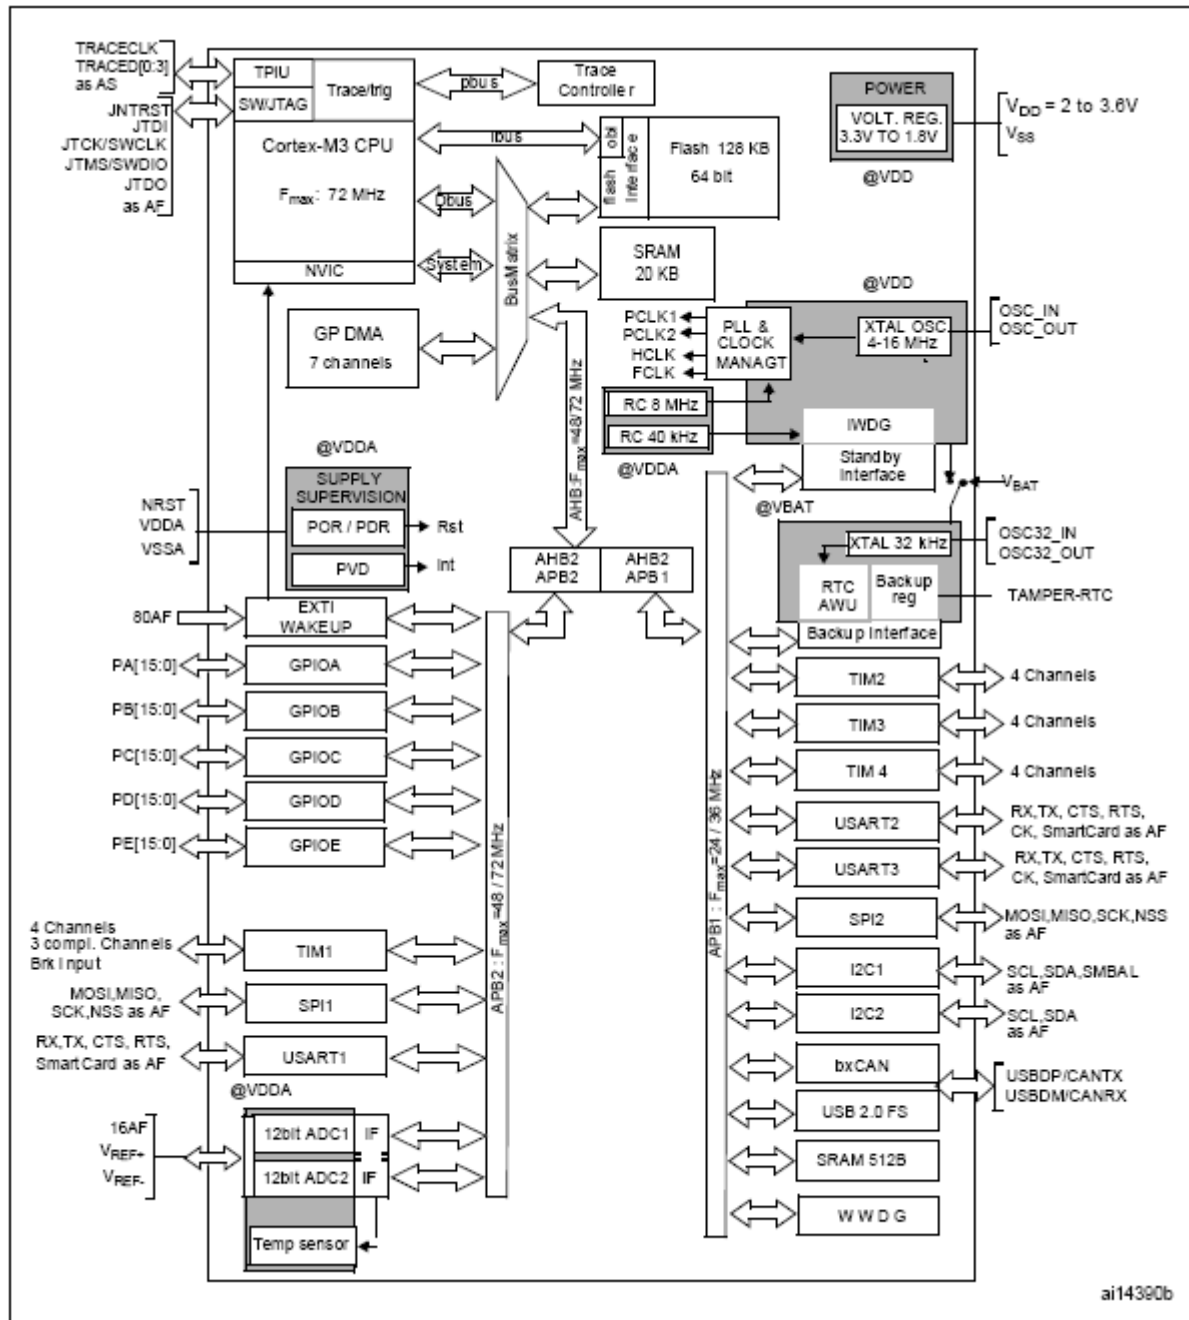 TRACECLK
TRACED[0:3]
as AS
JNTRST
JTDI
JTCK/SWCLK
JTMS/SWDIO
JTDO
as AF
TPIU
SW/JTAG
Trace/trig
Cortex-M3 CPU
Fmax: 72 MHz
NVIC
pbus
Trace
Controller
Ibus
Dbus
System
BusMatrix
flash obl
Interface
Flash 128 KB
64 bit
SRAM
20 KB
POWER
VOLT. REG.
3.3V TO 1.8V
@VDD
VDD = 2 to 3.6V
VSS
GP DMA
7 channels
AHB:Fmax=48/72 MHz
@VDD
PCLK1
PCLK2
HCLK
FCLK
PLL &
CLOCK
MANAGT
XTAL OSC
4-16 MHz
OSC_IN
OSC_OUT
RC 8 MHz
RC 40 kHz
@VDDA
IWDG
Standby
Interface
VBAT
@VBAT
@VDDA
SUPPLY
SUPERVISION
NRST
VDDA
VSSA
POR / PDR
Rst
PVD
Int
AHB2
APB2
AHB2
APB1
XTAL 32 kHz
OSC32_IN
OSC32_OUT
RTC
AWU
Backup
reg
TAMPER-RTC
Backup Interface
80AF
EXTI
WAKEUP
PA[15:0]
GPIOA
PB[15:0]
GPIOB
PC[15:0]
GPIOC
PD[15:0]
GPIOD
PE[15:0]
GPIOE
4 Channels
3 compl. Channels
Brk Input
TIM1
MOSI,MISO,
SCK,NSS as AF
SPI1
RX,TX, CTS, RTS,
SmartCard as AF
USART1
@VDDA
16AF
VREF+
VREF-
12bit ADC1 IF
12bit ADC2 IF
Temp sensor
APB2 : Fmax=48 / 72 MHz
APB1 : Fmax=24 / 36 MHz
TIM2
4 Channels
TIM3
4 Channels
TIM 4
4 Channels
USART2
RX,TX, CTS, RTS,
CK, SmartCard as AF
USART3
RX,TX, CTS, RTS,
CK, SmartCard as AF
SPI2
MOSI,MISO,SCK,NSS
as AF
I2C1
SCL,SDA,SMBAL
as AF
I2C2
SCL,SDA
as AF
bxCAN
USBDP/CANTX
USBDM/CANRX
USB 2.0 FS
SRAM 512B
W W D G
ai14390b